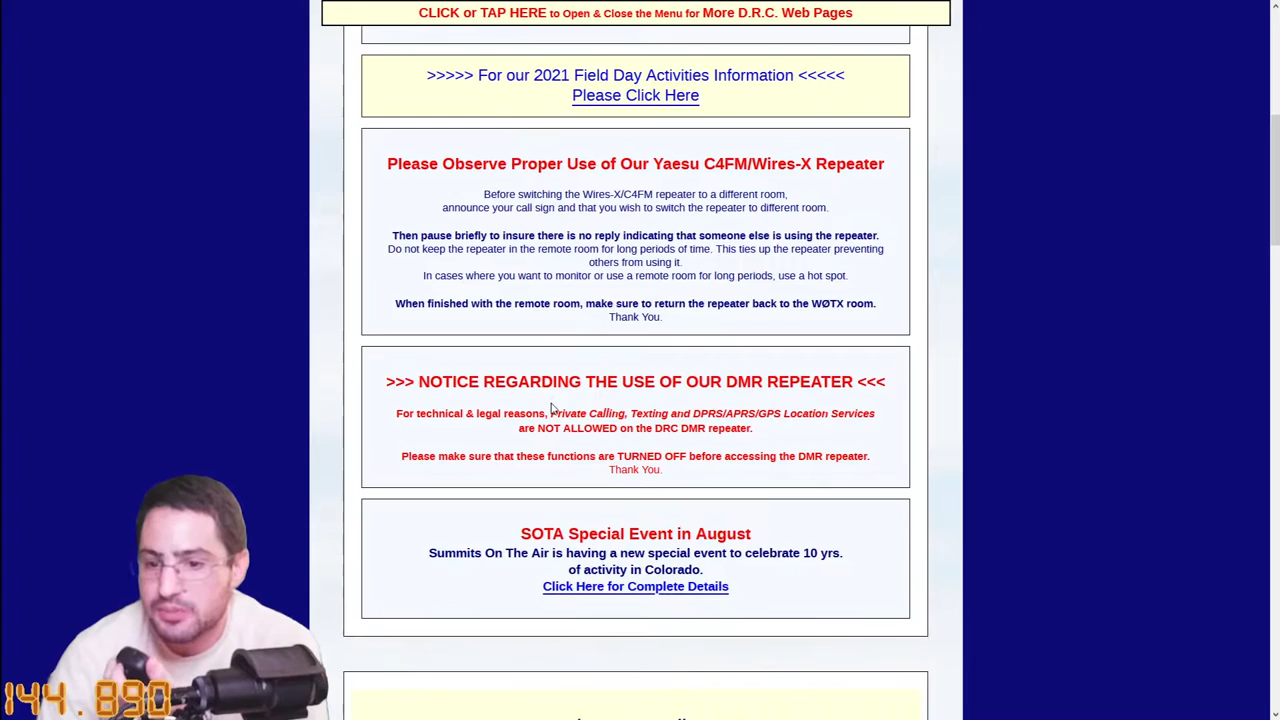 CLICK or TAP HERE to Open & Close the Menu for More D.R.C. Web Pages
>>>>> For our 2021 Field Day Activities Information <<<<<
Please Click Here
Please Observe Proper Use of Our Yaesu C4FM/Wires-X Repeater
Before switching the Wires-X/C4FM repeater to a different room,
announce your call sign and that you wish to switch the repeater to different room.
Then pause briefly to insure there is no reply indicating that someone else is using the repeater.
Do not keep the repeater in the remote room for long periods of time. This ties up the repeater preventing
others from using it.
In cases where you want to monitor or use a remote room for long periods, use a hot spot.
When finished with the remote room, make sure to return the repeater back to the WØTX room.
Thank You.
>>> NOTICE REGARDING THE USE OF OUR DMR REPEATER <<<
For technical & legal reasons, Private Calling, Texting and DPRS/APRS/GPS Location Services
are NOT ALLOWED on the DRC DMR repeater.
Please make sure that these functions are TURNED OFF before accessing the DMR repeater.
Thank You.
SOTA Special Event in August
Summits On The Air is having a new special event to celebrate 10 yrs.
of activity in Colorado.
Click Here for Complete Details
144.890